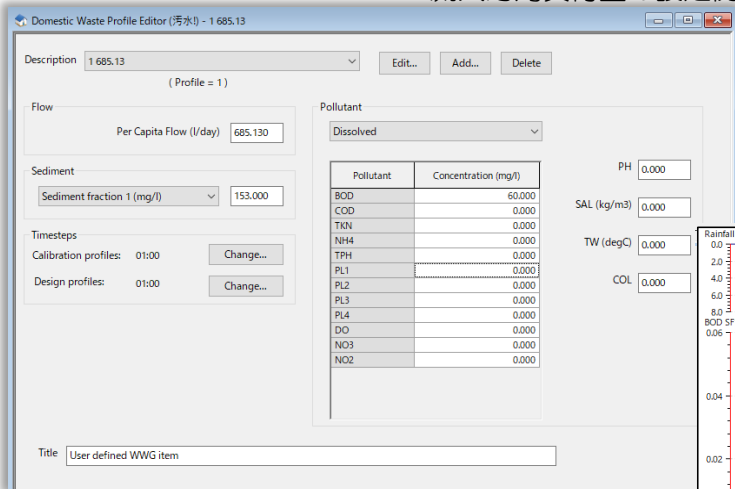 Domestic Waste Profile Editor (汚水!) - 1 685.13
Description 1 685.13 Edit... Add... Delete
( Profile = 1 )
Flow
Per Capita Flow (l/day) 685.130
Sediment
Sediment fraction 1 (mg/l) 153.000
Timesteps
Calibration profiles: 01:00 Change...
Design profiles: 01:00 Change...
Pollutant
Dissolved
Pollutant Concentration (mg/l)
BOD 60.000
COD 0.000
TKN 0.000
NH4 0.000
TPH 0.000
PL1 0.000
PL2 0.000
PL3 0.000
PL4 0.000
DO 0.000
NO3 0.000
NO2 0.000
PH 0.000
SAL (kg/m3) 0.000
TW (degC) 0.000
COL 0.000
Title User defined WWG item
Rainfall
0.0
2.0
4.0
6.0
8.0
BOD SF
0.06
0.04
0.02